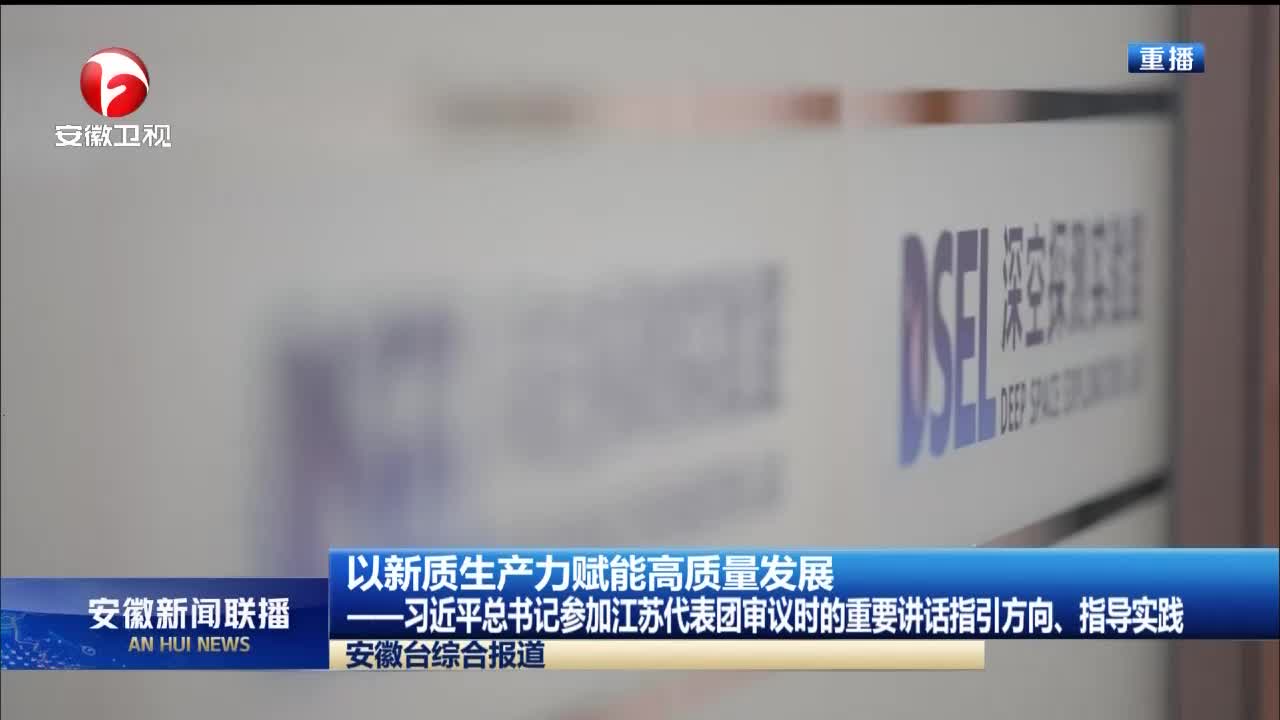 安徽卫视
重播
DSEL
深空探测实验室
DEEP SPACE EXPLORATION
以新质生产力赋能高质量发展
——习近平总书记参加江苏代表团审议时的重要讲话指引方向、指导实践
安徽新闻联播
AN HUI NEWS
安徽台综合报道